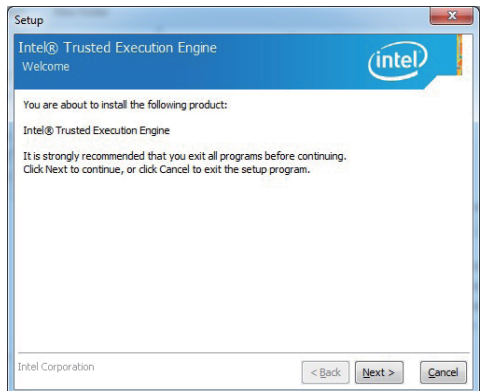 Setup
Intel® Trusted Execution Engine
Welcome
intel
You are about to install the following product:
Intel® Trusted Execution Engine
It is strongly recommended that you exit all programs before continuing.
Click Next to continue, or click Cancel to exit the setup program.
Intel Corporation
< Back
Next >
Cancel